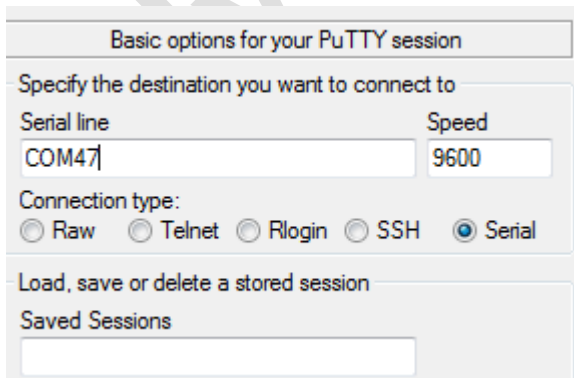 Basic options for your PuTTY session
Specify the destination you want to connect to
Serial line Speed
COM47 9600
Connection type:
Raw Telnet Rlogin SSH Serial
Load, save or delete a stored session
Saved Sessions